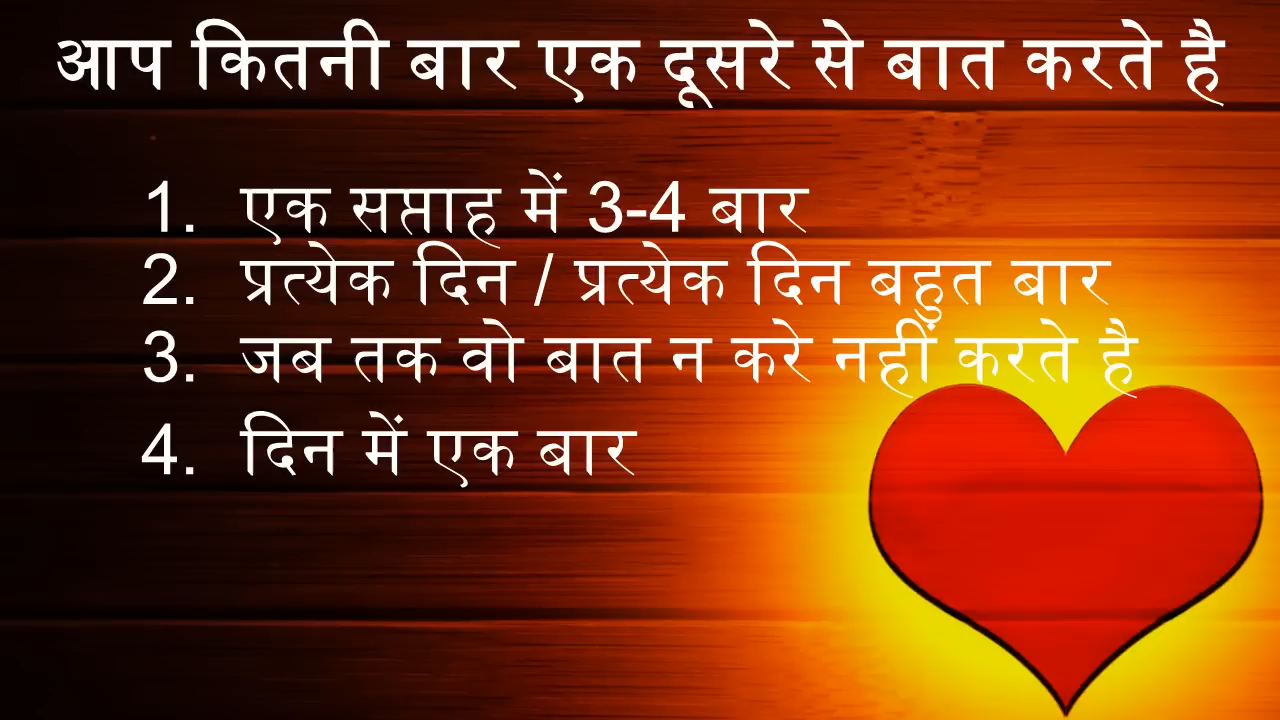 आप कितनी बार एक दूसरे से बात करते है
1. एक सप्ताह में 3-4 बार
2. प्रत्येक दिन / प्रत्येक दिन बहुत बार
3. जब तक वो बात न करे नहीं करते है
4. दिन में एक बार